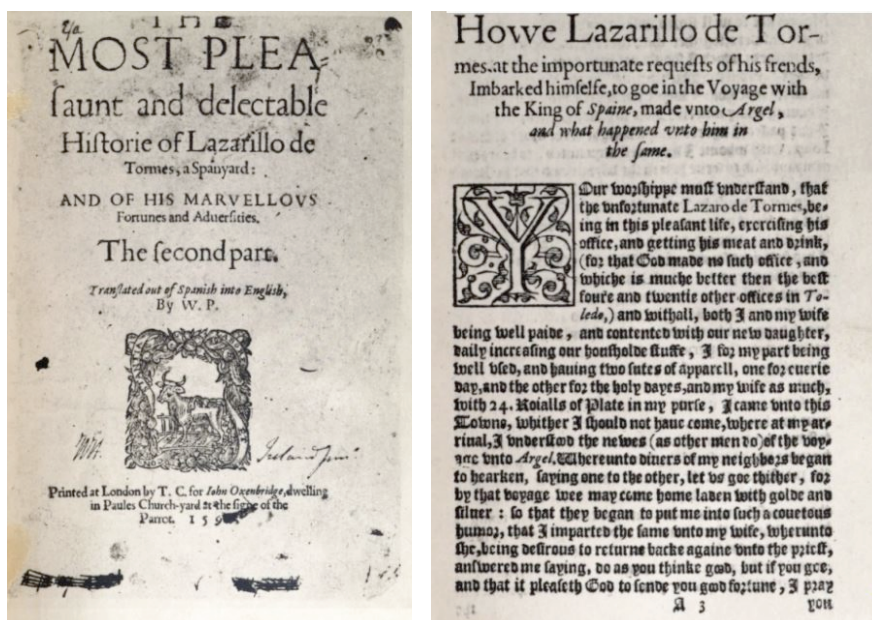 THE
MOST PLEA-
ſaunt and delectable
Hiſtorie of Lazarillo de
Tormes, a Spanyard:
AND OF HIS MARVELLOVS
Fortunes and Aduerſities.
The ſecond part.
Tranſlated out of Spaniſh into Engliſh,
By W. P.
Ireland
Printed at London by T. C. for Iohn Oxenbridge, dwelling
in Paules Church-yard at the ſigne of the
Parrot. 1 5 9
Howe Lazarillo de Tor-
mes.at the importunate requeſts of his frends,
Imbarked himſelfe,to goe in the Voyage with
the King of Spaine, made vnto Argel,
and what happened vnto him in
the ſame.
YOur worſhippe muſt vnderſtand, that
the vnfortunate Lazaro de Tormes,be-
ing in this pleaſant life, exerciſing his
office,and getting his meat and drink,
(for that God made no ſuch office, and
whiche is muche better then the beſt
foure and twentie other offices in To-
ledo,) and withall, both I and my wife
being well paide, and contented with our new daughter,
daily increaſing our houſholde ſtuffe, I for my part being
well vſed,and hauing two ſutes of apparell, one for euerie
day,and the other for the holy dayes,and my wife as much,
with 24. Roialls of Plate in my purſe, I came vnto this
Towne, whither I ſhould not haue come,where at my ar-
riual,I vnderſtood the newes (as other men do)of the voy-
age vnto Argel.Whereunto diuers of my neighbors began
to hearken, ſaying one to the other, let vs goe thither, for
by that voyage wee may come home laden with golde and
ſiluer : ſo that they began to put me into ſuch a couetous
humor, that I imparted the ſame vnto my wife, wherunto
ſhe,being deſirous to returne backe againe vnto the prieſt,
anſwered me ſaying, do as you thinke good, but if you goe,
and that it pleaſeth God to ſende you good fortune, I pray
A 3 you